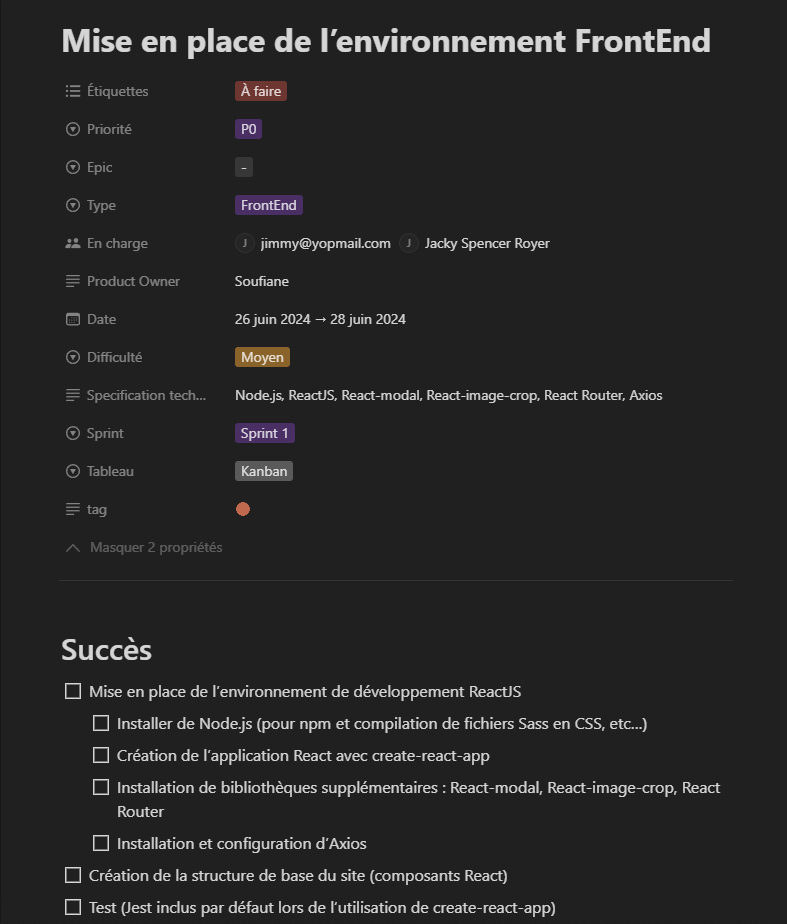 Mise en place de l’environnement FrontEnd
Étiquettes À faire
Priorité P0
Epic -
Type FrontEnd
En charge J jimmy@yopmail.com J Jacky Spencer Royer
Product Owner Soufiane
Date 26 juin 2024 → 28 juin 2024
Difficulté Moyen
Specification tech... Node.js, ReactJS, React-modal, React-image-crop, React Router, Axios
Sprint Sprint 1
Tableau Kanban
tag
Masquer 2 propriétés
Succès
Mise en place de l’environnement de développement ReactJS
Installer de Node.js (pour npm et compilation de fichiers Sass en CSS, etc...)
Création de l’application React avec create-react-app
Installation de bibliothèques supplémentaires : React-modal, React-image-crop, React
Router
Installation et configuration d’Axios
Création de la structure de base du site (composants React)
Test (Jest inclus par défaut lors de l’utilisation de create-react-app)